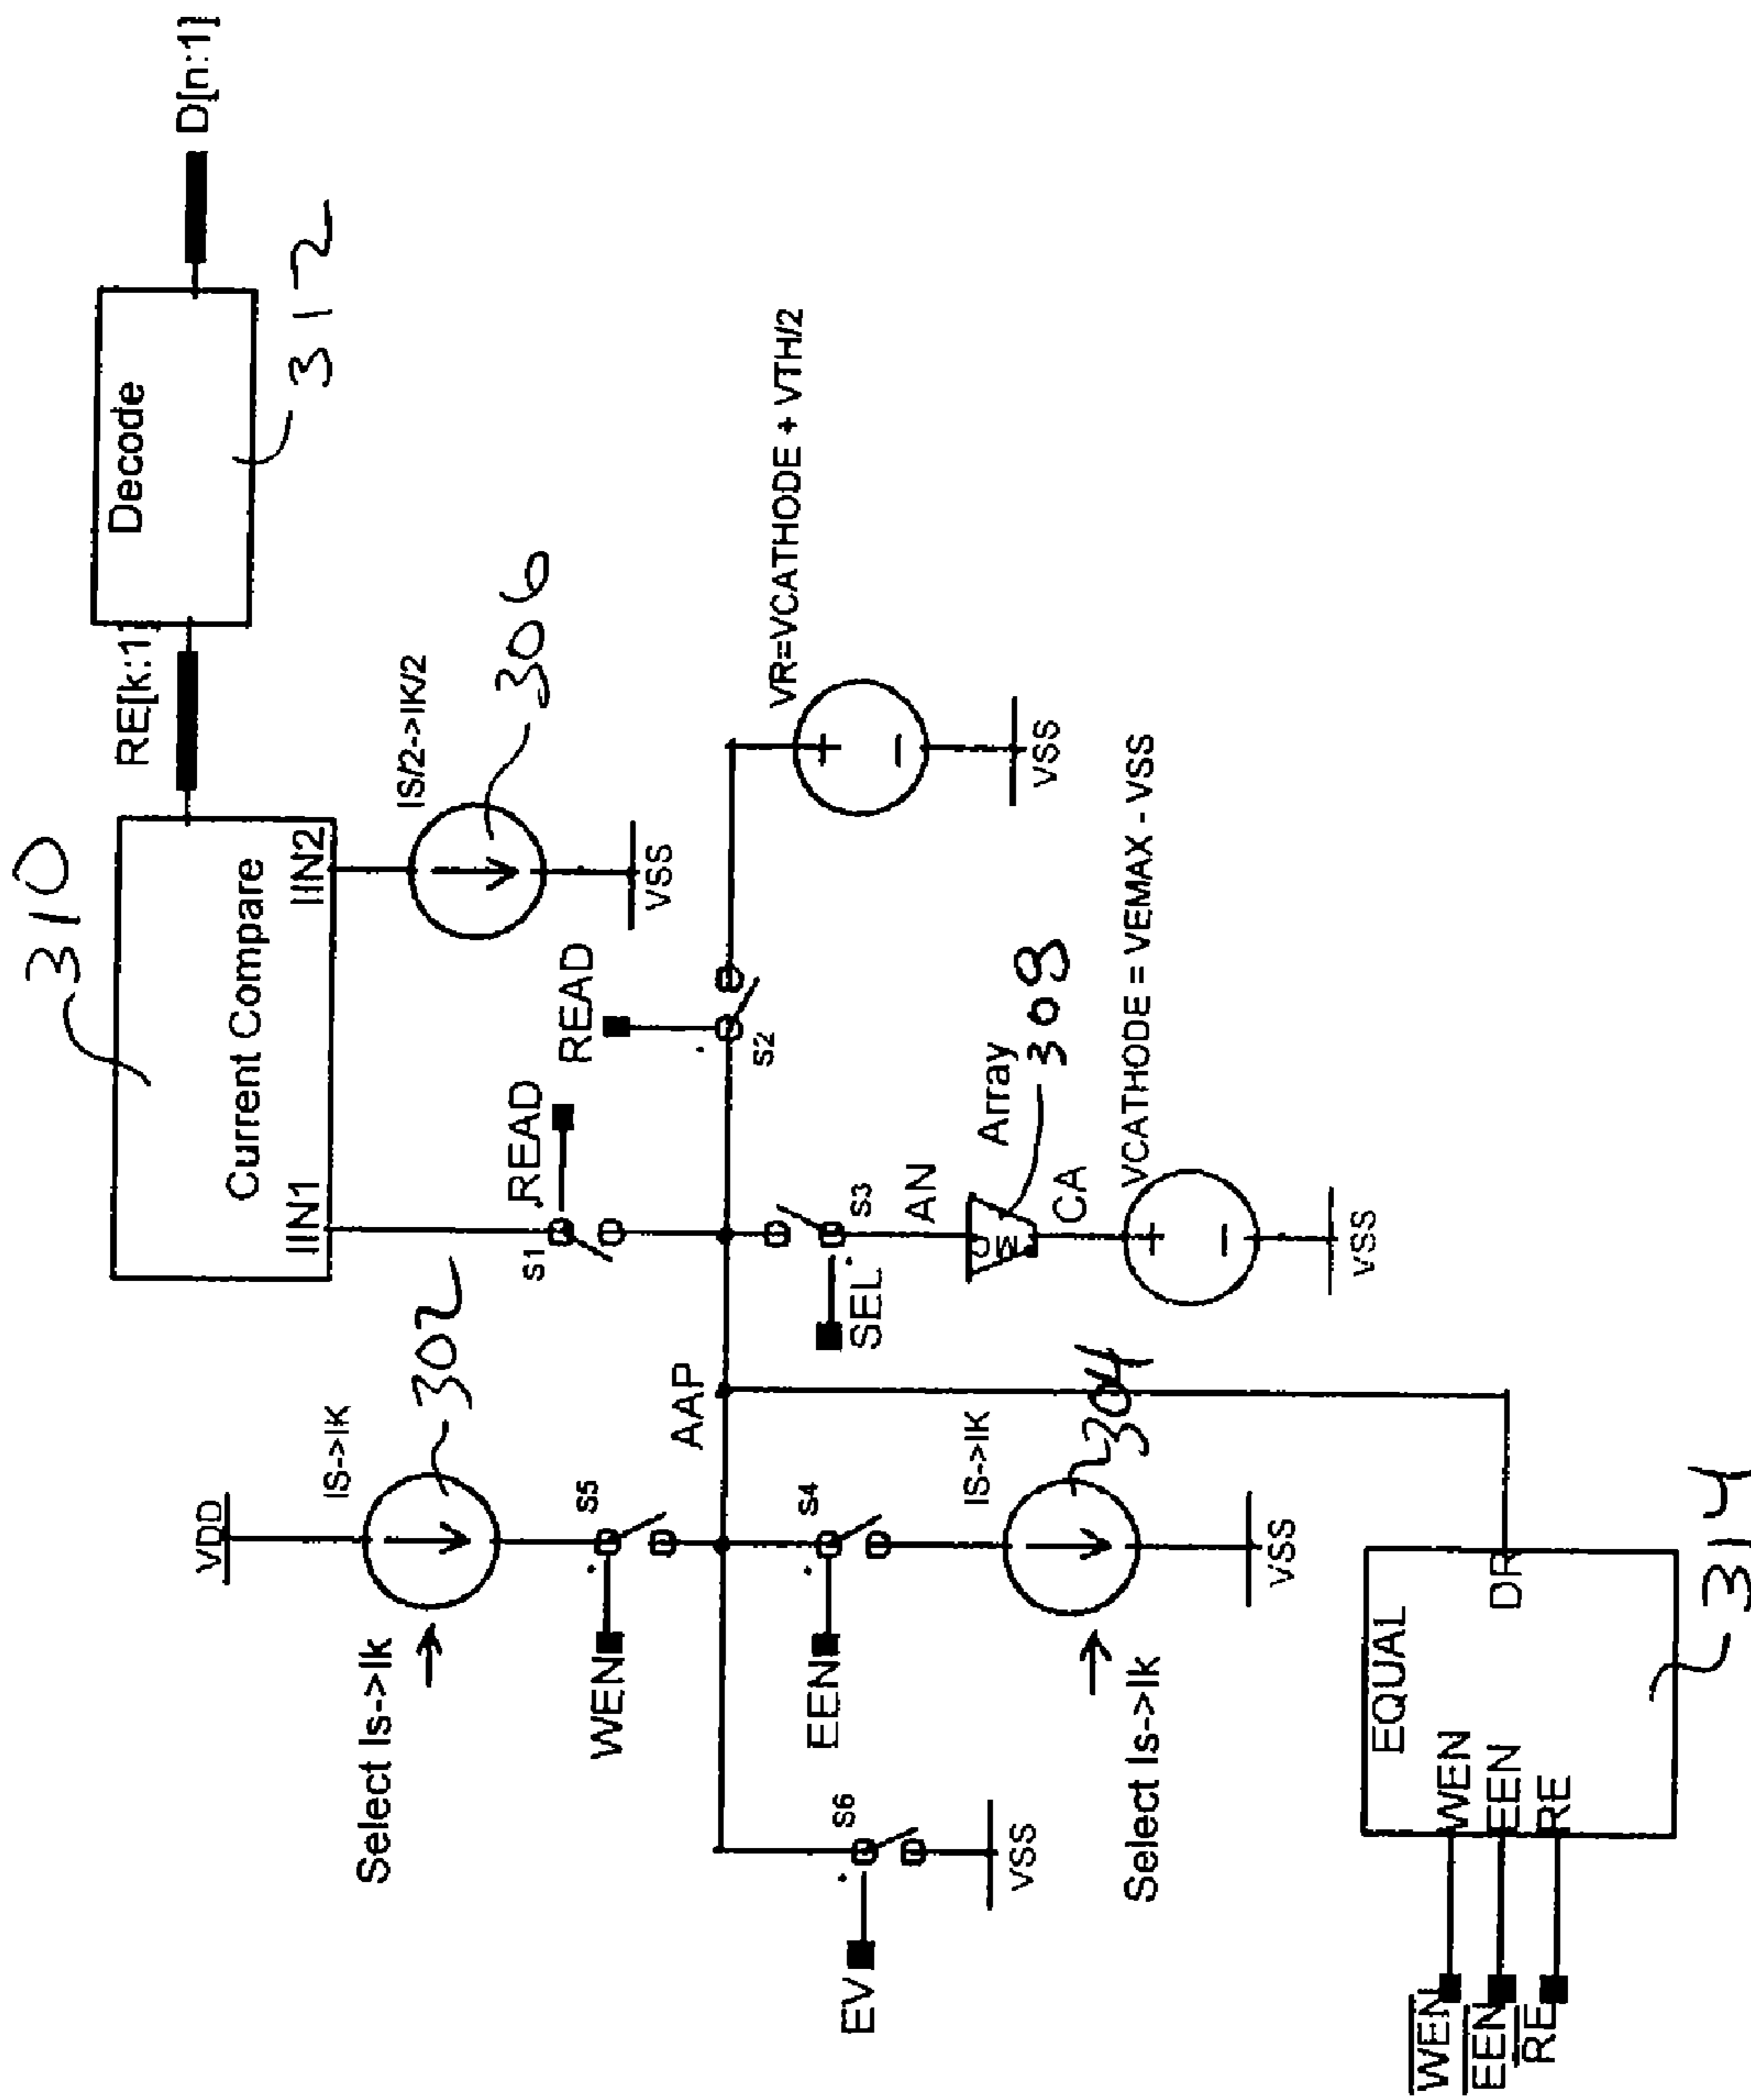 310
Current Compare
IIN1
IIN2
RE[k:1]
Decode
312
D[n:1]
IS/2->IK/2
306
VSS
READ
s1
READ
s2
VR=VCATHODE + VTH/2
VSS
VDD
IS->IK
302
Select Is->Ik
WEN
s5
AAP
SEL
s3
AN
Array
308
CA
VCATHODE = VEMAX - VSS
VSS
EEN
s4
IS->IK
304
Select Is->Ik
VSS
EV
s6
VSS
EQUAL
WEN
EEN
RE
WEN
EEN
RE
314